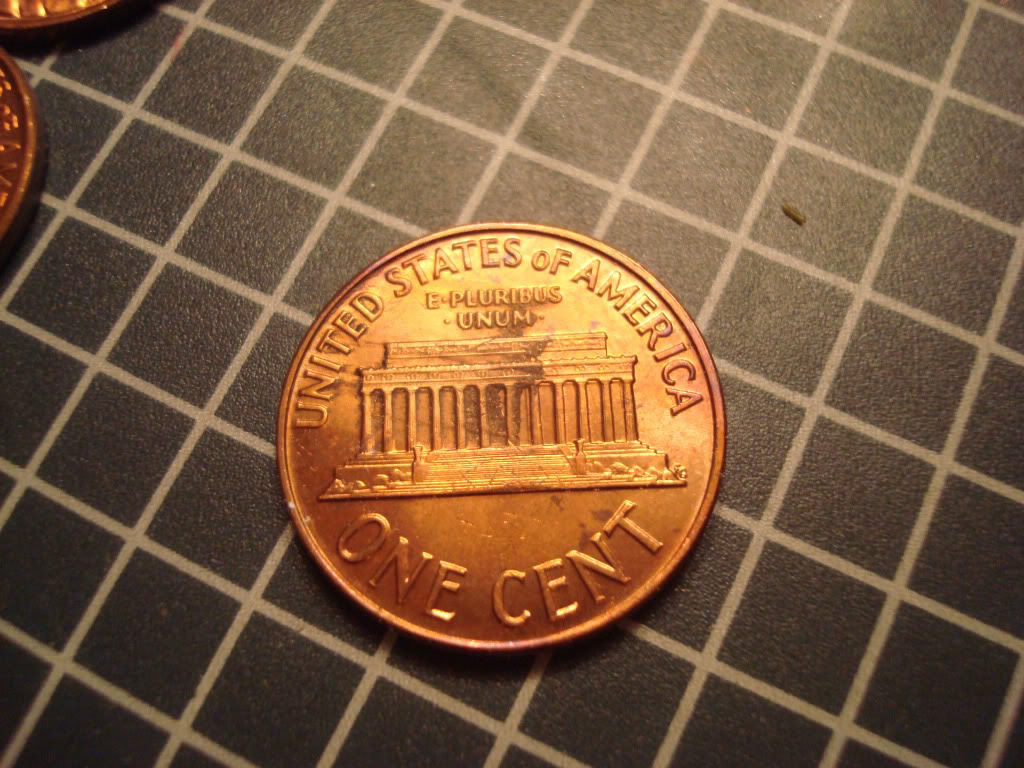 UNITED STATES OF AMERICA
E·PLURIBUS
·UNUM·
ONE CENT